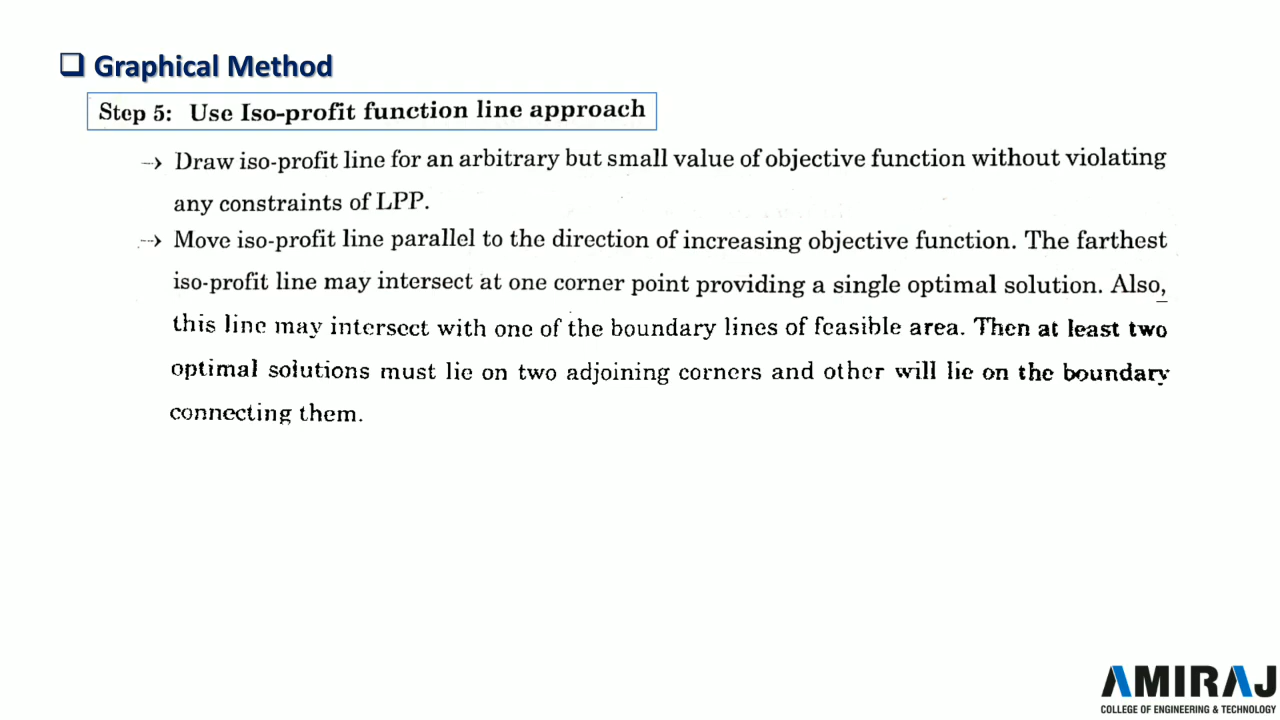 Graphical Method
Step 5: Use Iso-profit function line approach
→ Draw iso-profit line for an arbitrary but small value of objective function without violating
any constraints of LPP.
→ Move iso-profit line parallel to the direction of increasing objective function. The farthest
iso-profit line may intersect at one corner point providing a single optimal solution. Also,
this line may intersect with one of the boundary lines of feasible area. Then at least two
optimal solutions must lie on two adjoining corners and other will lie on the boundary
connecting them.
AMIRAJ
COLLEGE OF ENGINEERING & TECHNOLOGY